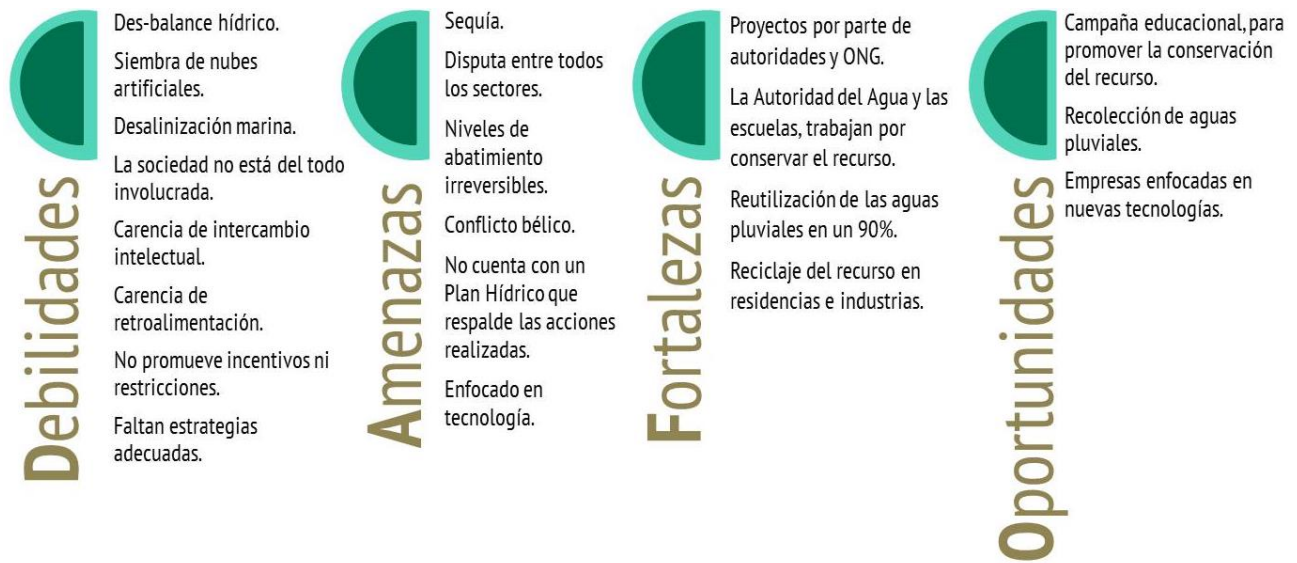 Debilidades
Des-balance hídrico.
Siembra de nubes
artificiales.
Desalinización marina.
La sociedad no está del todo
involucrada.
Carencia de intercambio
intelectual.
Carencia de
retroalimentación.
No promueve incentivos ni
restricciones.
Faltan estrategias
adecuadas.
Amenazas
Sequía.
Disputa entre todos
los sectores.
Niveles de
abatimiento
irreversibles.
Conflicto bélico.
No cuenta con un
Plan Hídrico que
respalde las acciones
realizadas.
Enfocado en
tecnología.
Fortalezas
Proyectos por parte de
autoridades y ONG.
La Autoridad del Agua y las
escuelas, trabajan por
conservar el recurso.
Reutilización de las aguas
pluviales en un 90%.
Reciclaje del recurso en
residencias e industrias.
Oportunidades
Campaña educacional, para
promover la conservación
del recurso.
Recolección de aguas
pluviales.
Empresas enfocadas en
nuevas tecnologías.